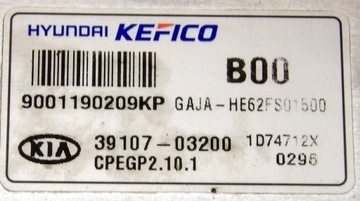 HYUNDAI KEFICO
B00
9001190209KP GAJA-HE62FS01500
KIA 39107-03200 1D74712X
CPEGP2.10.1 0295